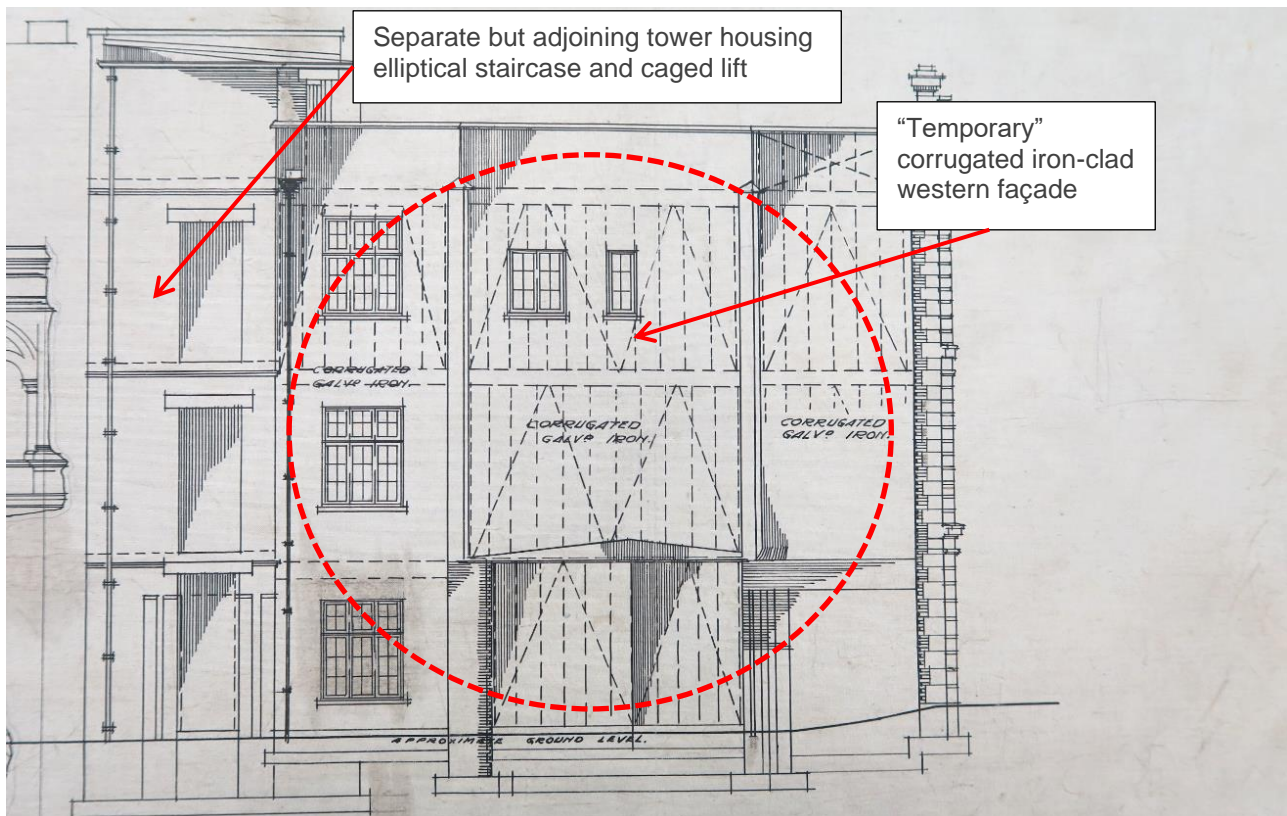 Separate but adjoining tower housing
elliptical staircase and caged lift
“Temporary”
corrugated iron-clad
western façade
CORRUGATED
GALVD IRON.
CORRUGATED
GALVD IRON.
CORRUGATED
GALVD IRON.
APPROXIMATE GROUND LEVEL.